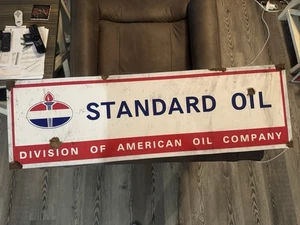 STANDARD OIL
DIVISION OF AMERICAN OIL COMPANY